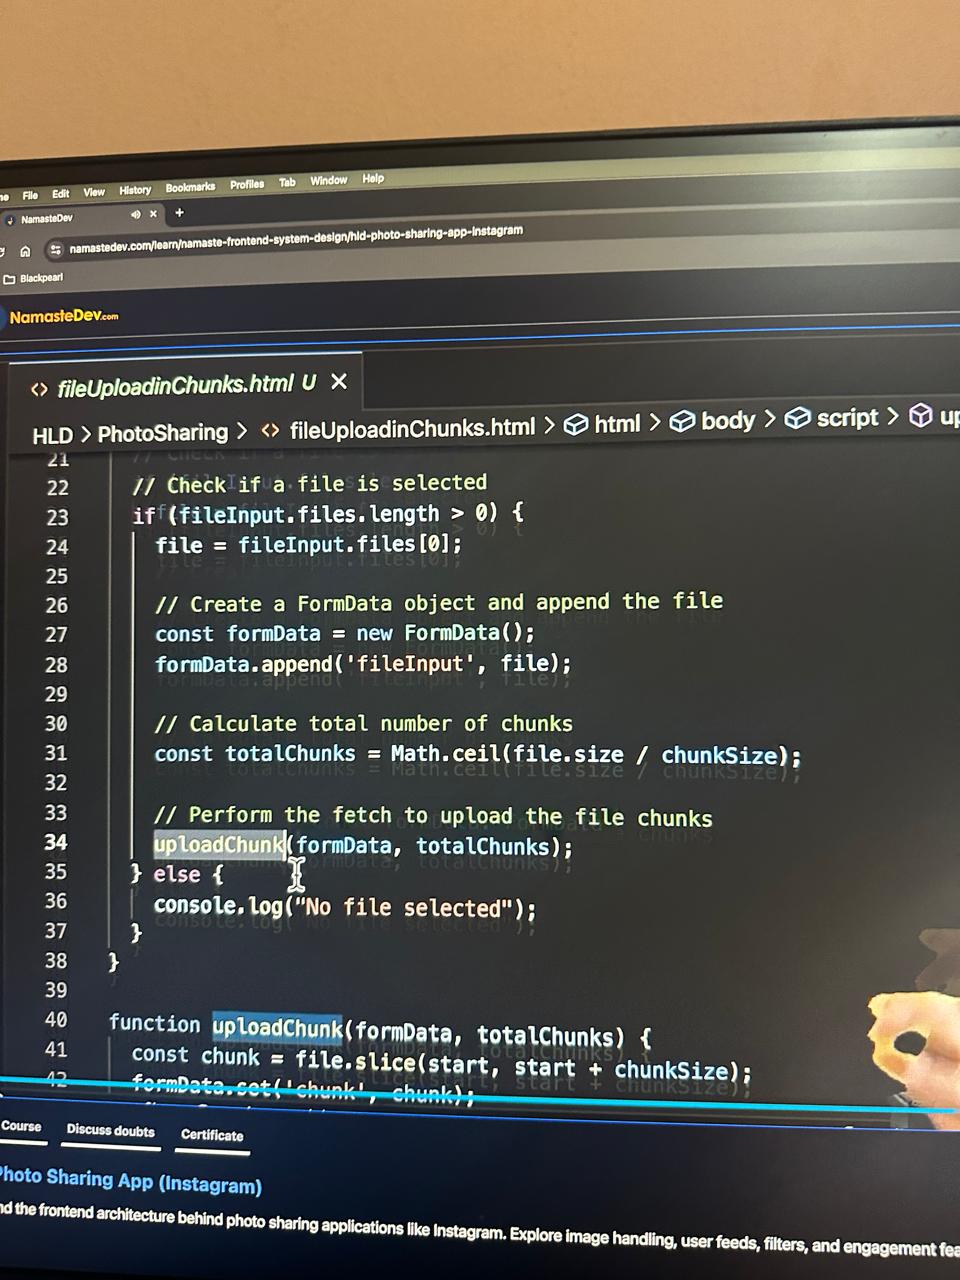 File Edit View History Bookmarks Profiles Tab Window Help
NamasteDev
namastedev.com/learn/namaste-frontend-system-design/hld-photo-sharing-app-instagram
Blackpearl
NamasteDev.com
<> fileUploadinChunks.html U ×
HLD > PhotoSharing > <> fileUploadinChunks.html > html > body > script > up
21
22 // Check if a file is selected
23 if (fileInput.files.length > 0) {
24 file = fileInput.files[0];
25
26 // Create a FormData object and append the file
27 const formData = new FormData();
28 formData.append('fileInput', file);
29
30 // Calculate total number of chunks
31 const totalChunks = Math.ceil(file.size / chunkSize);
32
33 // Perform the fetch to upload the file chunks
34 uploadChunk(formData, totalChunks);
35 } else {
36 console.log("No file selected");
37 }
38 }
39
40 function uploadChunk(formData, totalChunks) {
41 const chunk = file.slice(start, start + chunkSize);
42 formData.set('chunk', chunk);
Course Discuss doubts Certificate
Photo Sharing App (Instagram)
nd the frontend architecture behind photo sharing applications like Instagram. Explore image handling, user feeds, filters, and engagement fea